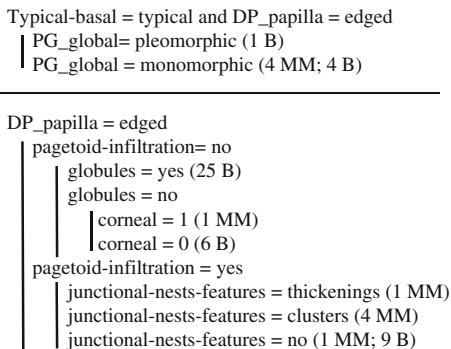 Typical-basal = typical and DP_papilla = edged
PG_global= pleomorphic (1 B)
PG_global = monomorphic (4 MM; 4 B)
DP_papilla = edged
pagetoid-infiltration= no
globules = yes (25 B)
globules = no
corneal = 1 (1 MM)
corneal = 0 (6 B)
pagetoid-infiltration = yes
junctional-nests-features = thickenings (1 MM)
junctional-nests-features = clusters (4 MM)
junctional-nests-features = no (1 MM; 9 B)